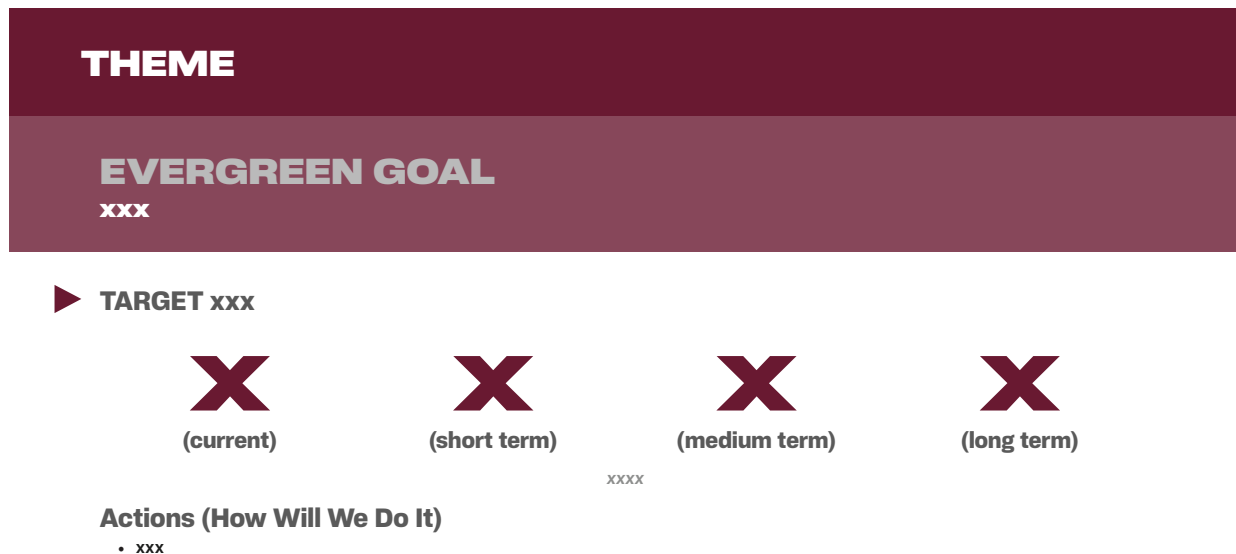 THEME
EVERGREEN GOAL
xxx
TARGET xxx
X X X X
(current) (short term) (medium term) (long term)
xxxx
Actions (How Will We Do It)
• xxx